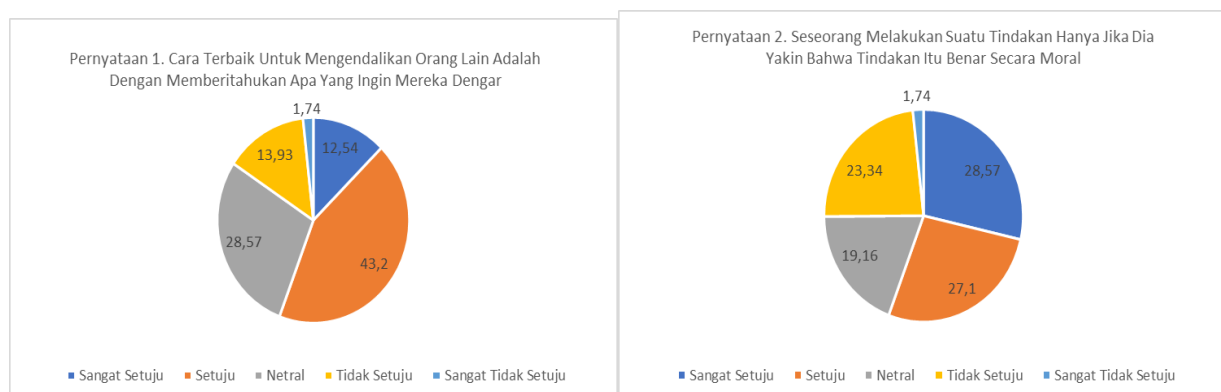 Pernyataan 1. Cara Terbaik Untuk Mengendalikan Orang Lain Adalah
Dengan Memberitahukan Apa Yang Ingin Mereka Dengar
1,74
12,54
13,93
28,57
43,2
Sangat Setuju Setuju Netral Tidak Setuju Sangat Tidak Setuju
Pernyataan 2. Seseorang Melakukan Suatu Tindakan Hanya Jika Dia
Yakin Bahwa Tindakan Itu Benar Secara Moral
1,74
28,57
23,34
19,16
27,1
Sangat Setuju Setuju Netral Tidak Setuju Sangat Tidak Setuju